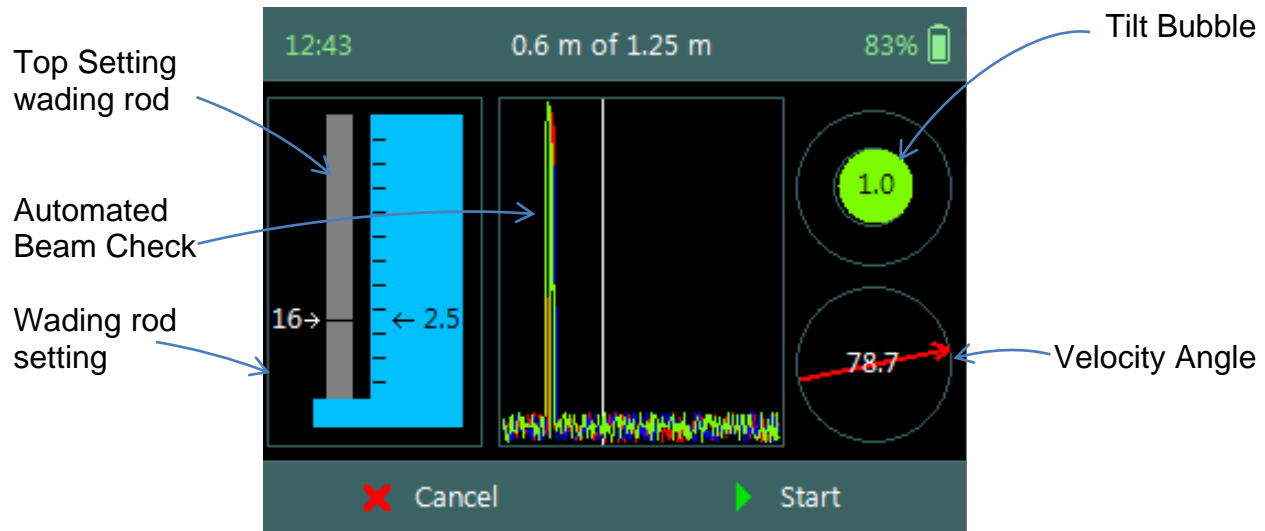 Tilt Bubble
12:43 0.6 m of 1.25 m 83%
Top Setting
wading rod
1.0
Automated
Beam Check
Wading rod
setting
16→ ← 2.5
78.7
Velocity Angle
Cancel Start